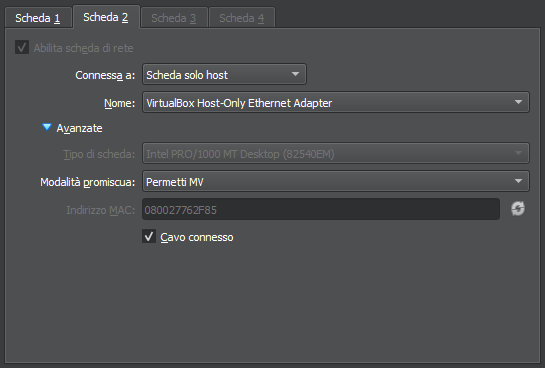 Scheda 1 Scheda 2 Scheda 3 Scheda 4
Abilita scheda di rete
Connessa a: Scheda solo host
Nome: VirtualBox Host-Only Ethernet Adapter
Avanzate
Tipo di scheda: Intel PRO/1000 MT Desktop (82540EM)
Modalità promiscua: Permetti MV
Indirizzo MAC: 080027762F85
Cavo connesso